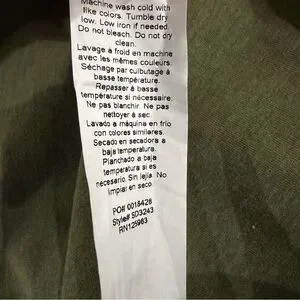 Machine wash cold with
like colors. Tumble dry
low. Low iron if needed.
Do not bleach. Do not dry
clean.
Lavage à froid en machine
avec les mêmes couleurs.
Séchage par culbutage à
basse température.
Repasser à basse
température si nécessaire.
Ne pas blanchir. Ne pas
nettoyer à sec.
Lavado a máquina en frío
con colores similares.
Secado en secadora a
baja temperatura.
Planchado a baja
temperatura si es
necesario. Sin lejía. No
limpiar en seco.
PO# 0018428
Style# SD3243
RN125983